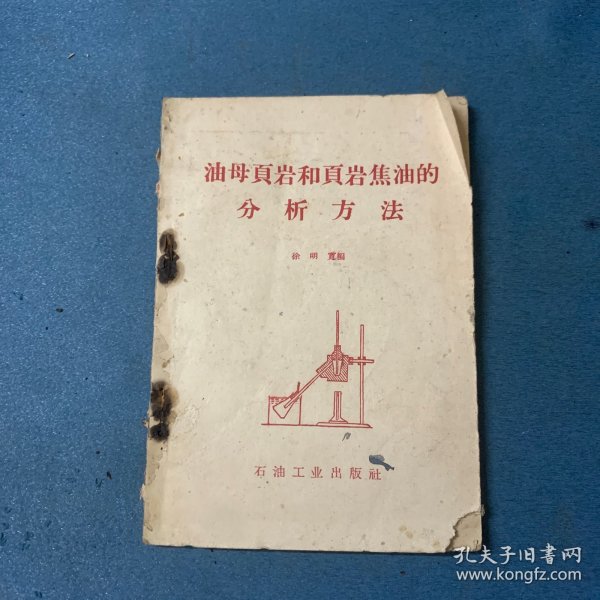 油母頁岩和頁岩焦油的
分析方法
徐明寬編
石油工业出版社
孔夫子旧書网
www.kongfz.com